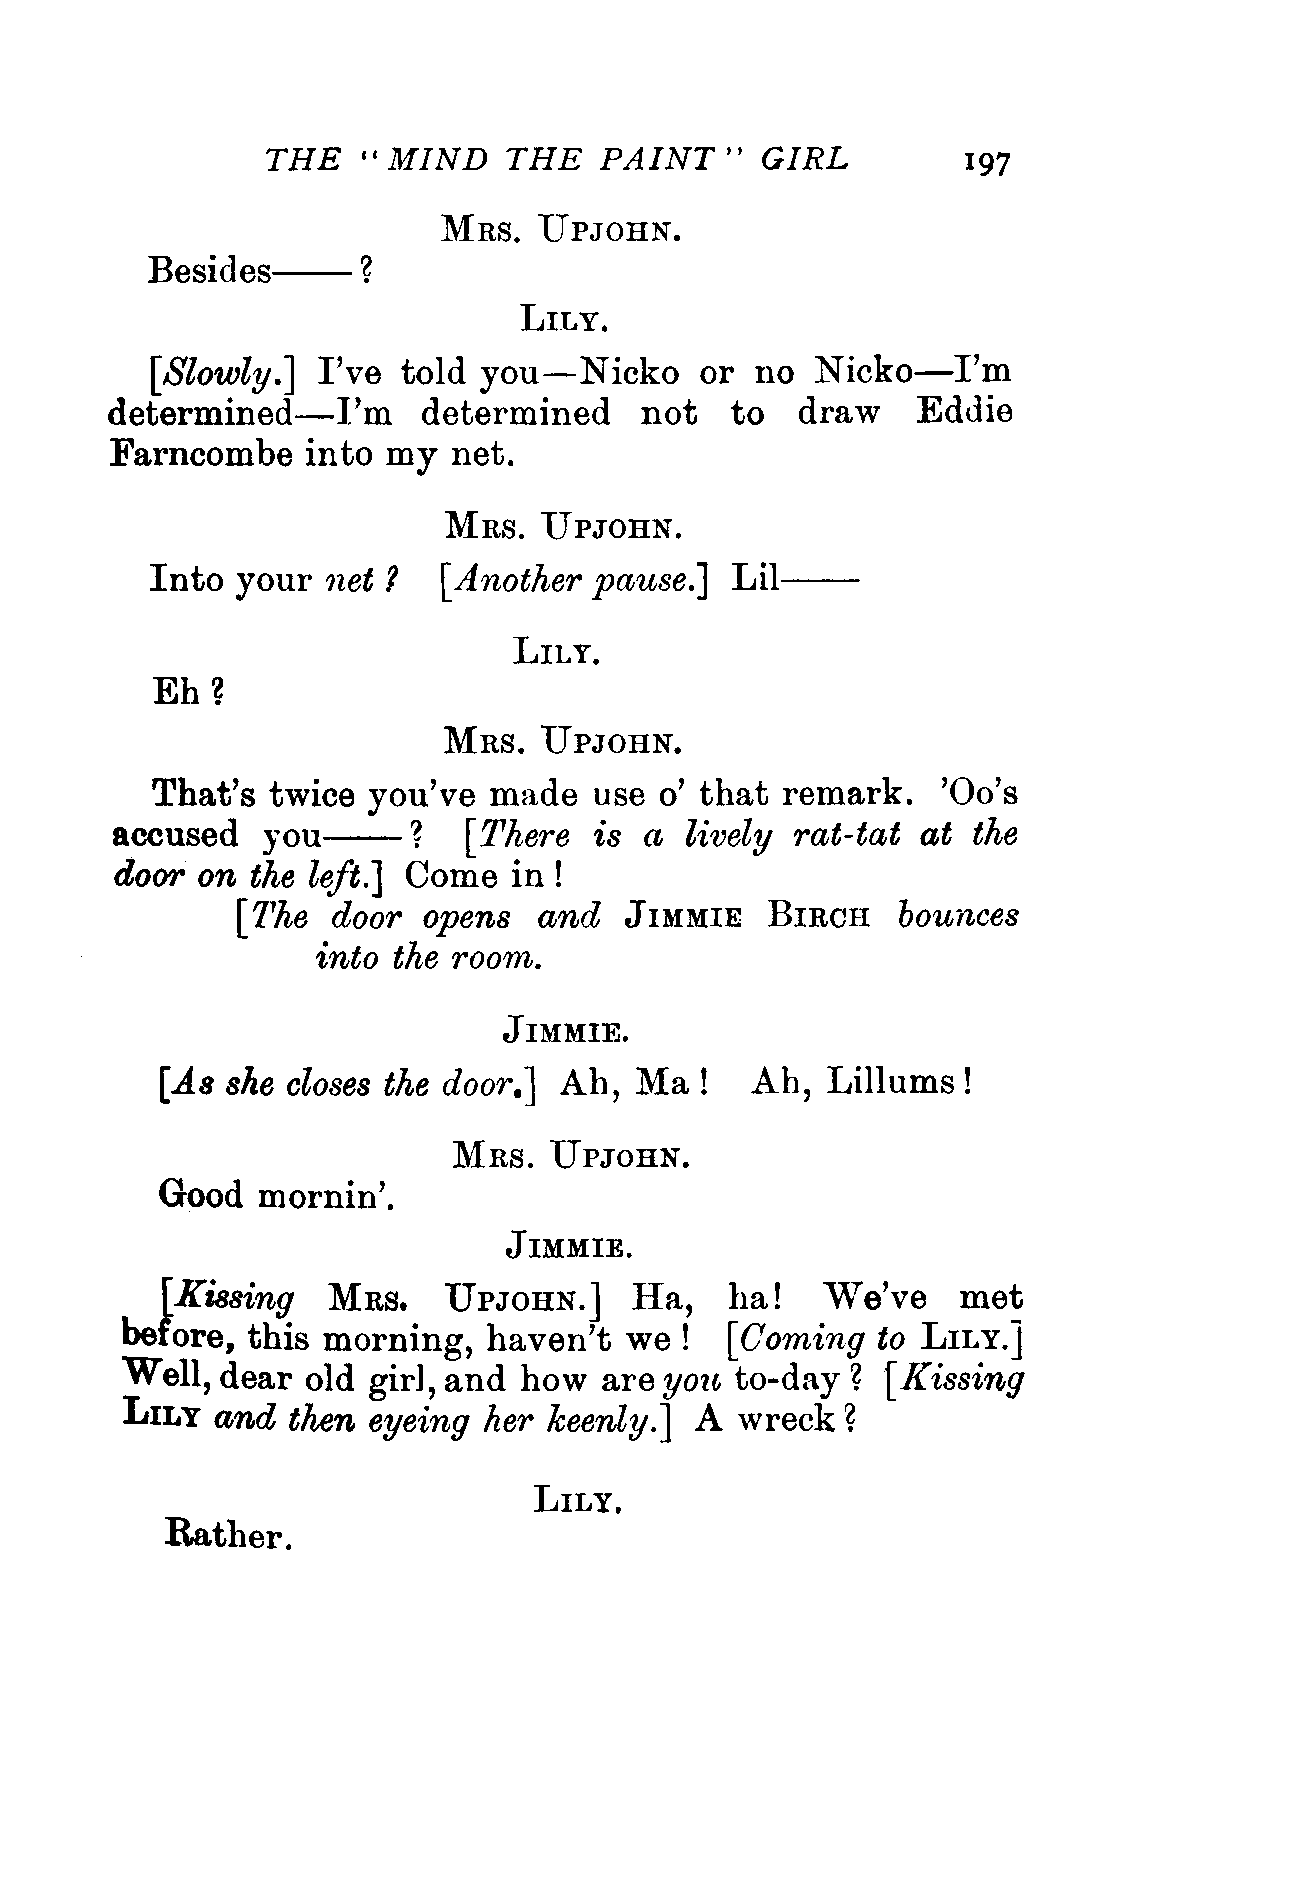 THE "MIND THE PAINT" GIRL 197
MRS. UPJOHN.
Besides——?
LILY.
[Slowly.] I've told you—Nicko or no Nicko—I'm
determined—I'm determined not to draw Eddie
Farncombe into my net.
MRS. UPJOHN.
Into your net? [Another pause.] Lil——
LILY.
Eh?
MRS. UPJOHN.
That's twice you've made use o' that remark. 'Oo's
accused you——? [There is a lively rat-tat at the
door on the left.] Come in!
[The door opens and JIMMIE BIRCH bounces
into the room.
JIMMIE.
[As she closes the door.] Ah, Ma! Ah, Lillums!
MRS. UPJOHN.
Good mornin'.
JIMMIE.
[Kissing MRS. UPJOHN.] Ha, ha! We've met
before, this morning, haven't we! [Coming to LILY.]
Well, dear old girl, and how are you to-day? [Kissing
LILY and then eyeing her keenly.] A wreck?
LILY.
Rather.